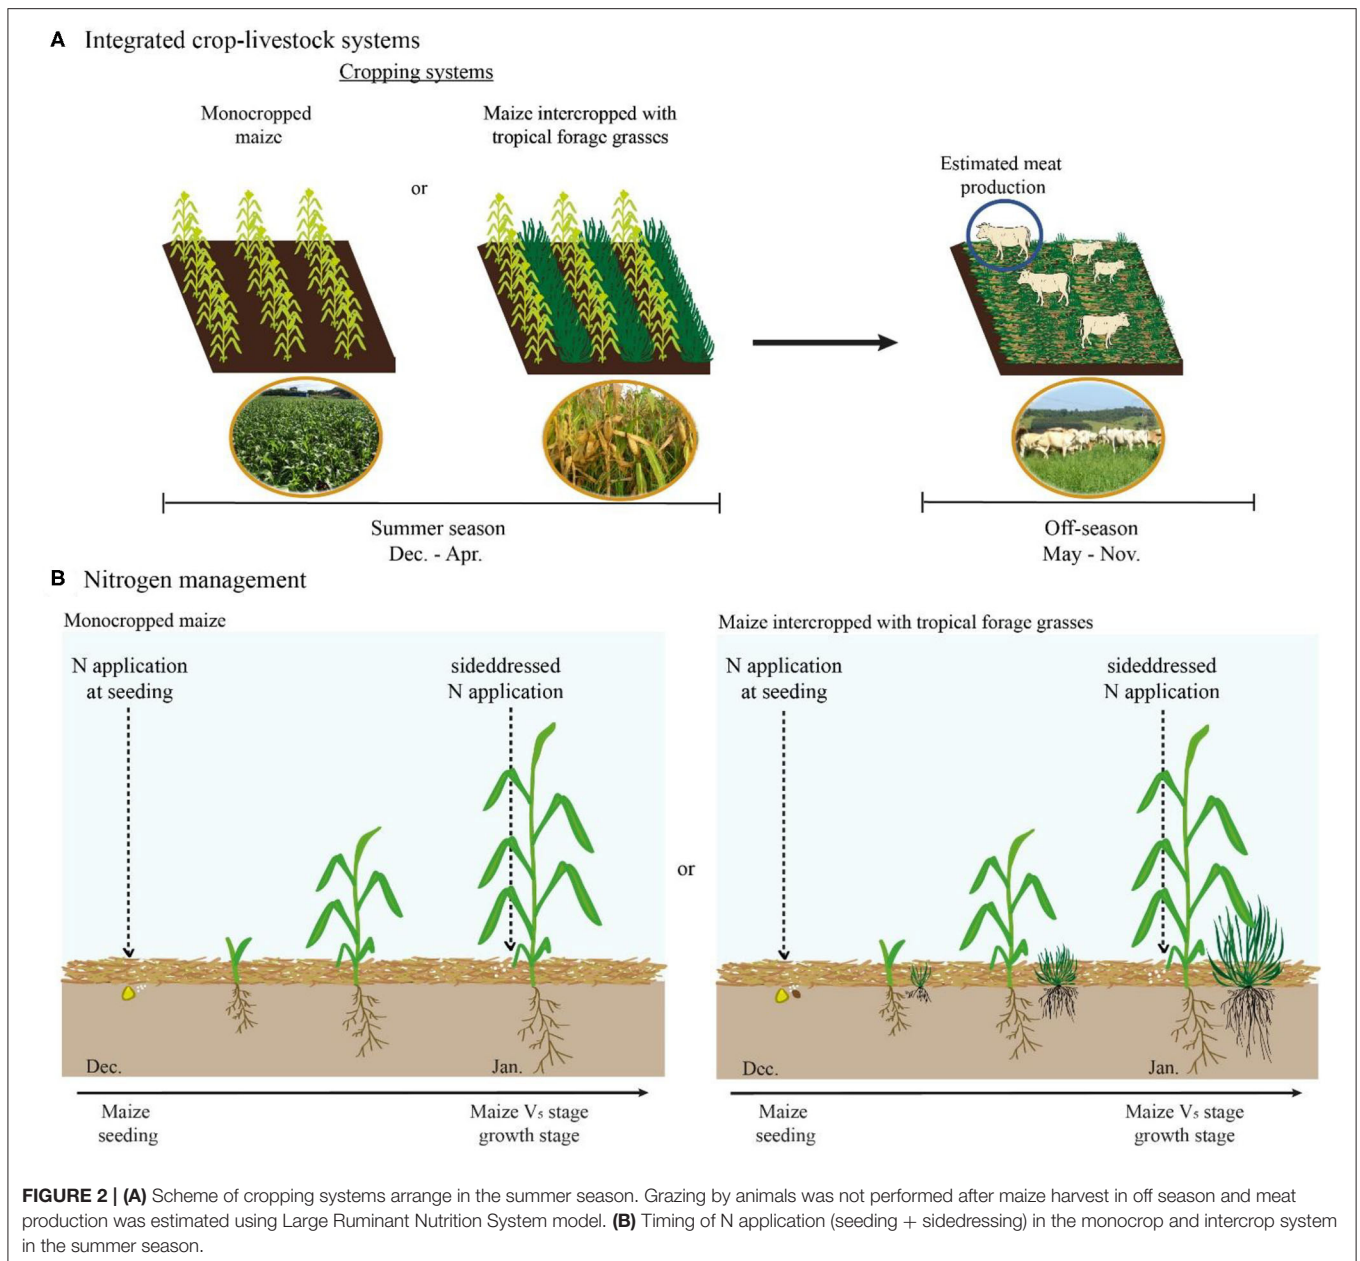 A Integrated crop-livestock systems
Cropping systems
Monocropped
maize
or
Maize intercropped with
tropical forage grasses
Estimated meat
production
Summer season
Dec. - Apr.
Off-season
May - Nov.
B Nitrogen management
Monocropped maize
N application
at seeding
sideddressed
N application
Dec.
Jan.
Maize
seeding
Maize V₅ stage
growth stage
or
Maize intercropped with tropical forage grasses
N application
at seeding
sideddressed
N application
Dec.
Jan.
Maize
seeding
Maize V₅ stage
growth stage
FIGURE 2 | (A) Scheme of cropping systems arrange in the summer season. Grazing by animals was not performed after maize harvest in off season and meat
production was estimated using Large Ruminant Nutrition System model. (B) Timing of N application (seeding + sidedressing) in the monocrop and intercrop system
in the summer season.